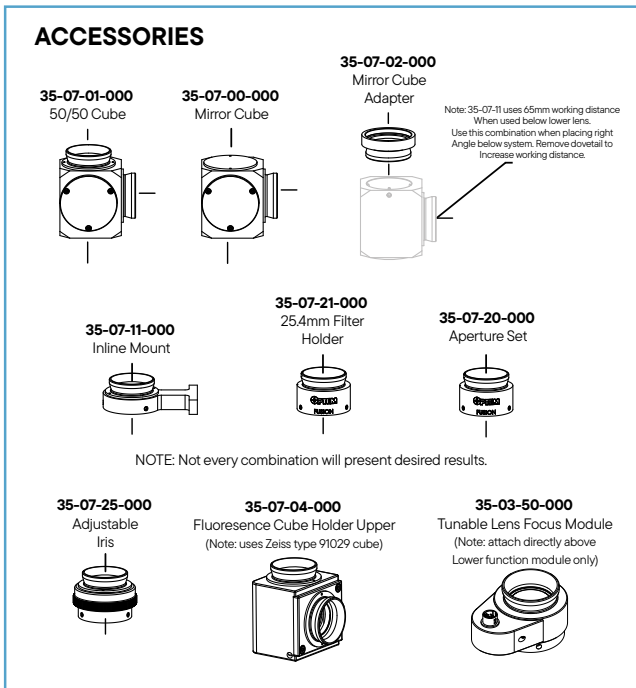 ACCESSORIES
35-07-01-000
50/50 Cube
35-07-00-000
Mirror Cube
35-07-02-000
Mirror Cube
Adapter
Note: 35-07-11 uses 65mm working distance
When used below lower lens.
Use this combination when placing right
Angle below system. Remove dovetail to
Increase working distance.
35-07-11-000
Inline Mount
35-07-21-000
25.4mm Filter
Holder
35-07-20-000
Aperture Set
FUSION
FUSION
NOTE: Not every combination will present desired results.
35-07-25-000
Adjustable
Iris
35-07-04-000
Fluoresence Cube Holder Upper
(Note: uses Zeiss type 91029 cube)
35-03-50-000
Tunable Lens Focus Module
(Note: attach directly above
Lower function module only)